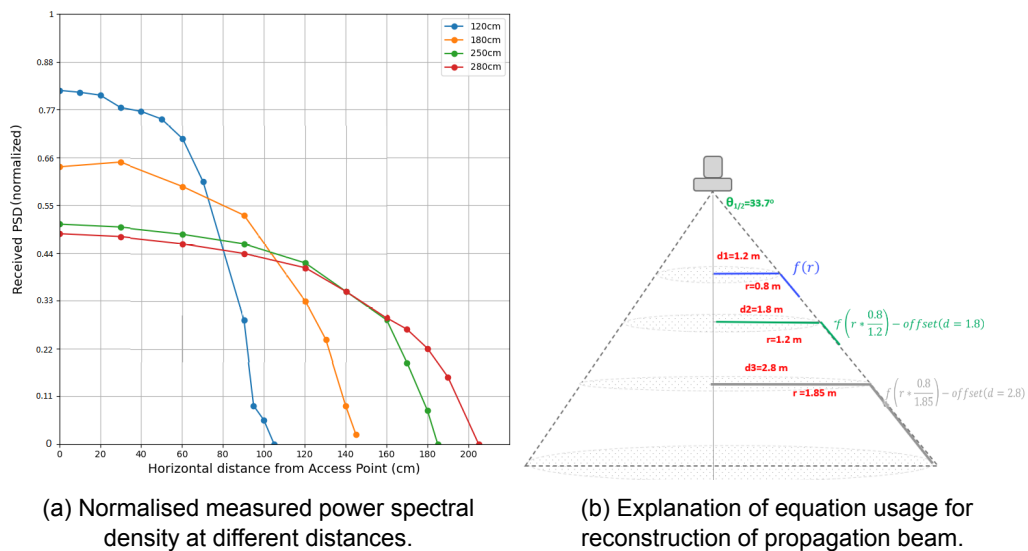 1
0.88
0.77
0.66
0.55
0.44
0.33
0.22
0.11
0
Received PSD(normalized)
120cm
180cm
250cm
280cm
0 20 40 60 80 100 120 140 160 180 200
Horizontal distance from Access Point (cm)
(a) Normalised measured power spectral
density at different distances.
θ1/2=33.7º
d1=1.2 m
f(r)
r=0.8 m
d2=1.8 m
f(r * 0.8/1.2) − offset(d = 1.8)
r=1.2 m
d3=2.8 m
r =1.85 m
f(r * 0.8/1.85) − offset(d = 2.8)
(b) Explanation of equation usage for
reconstruction of propagation beam.